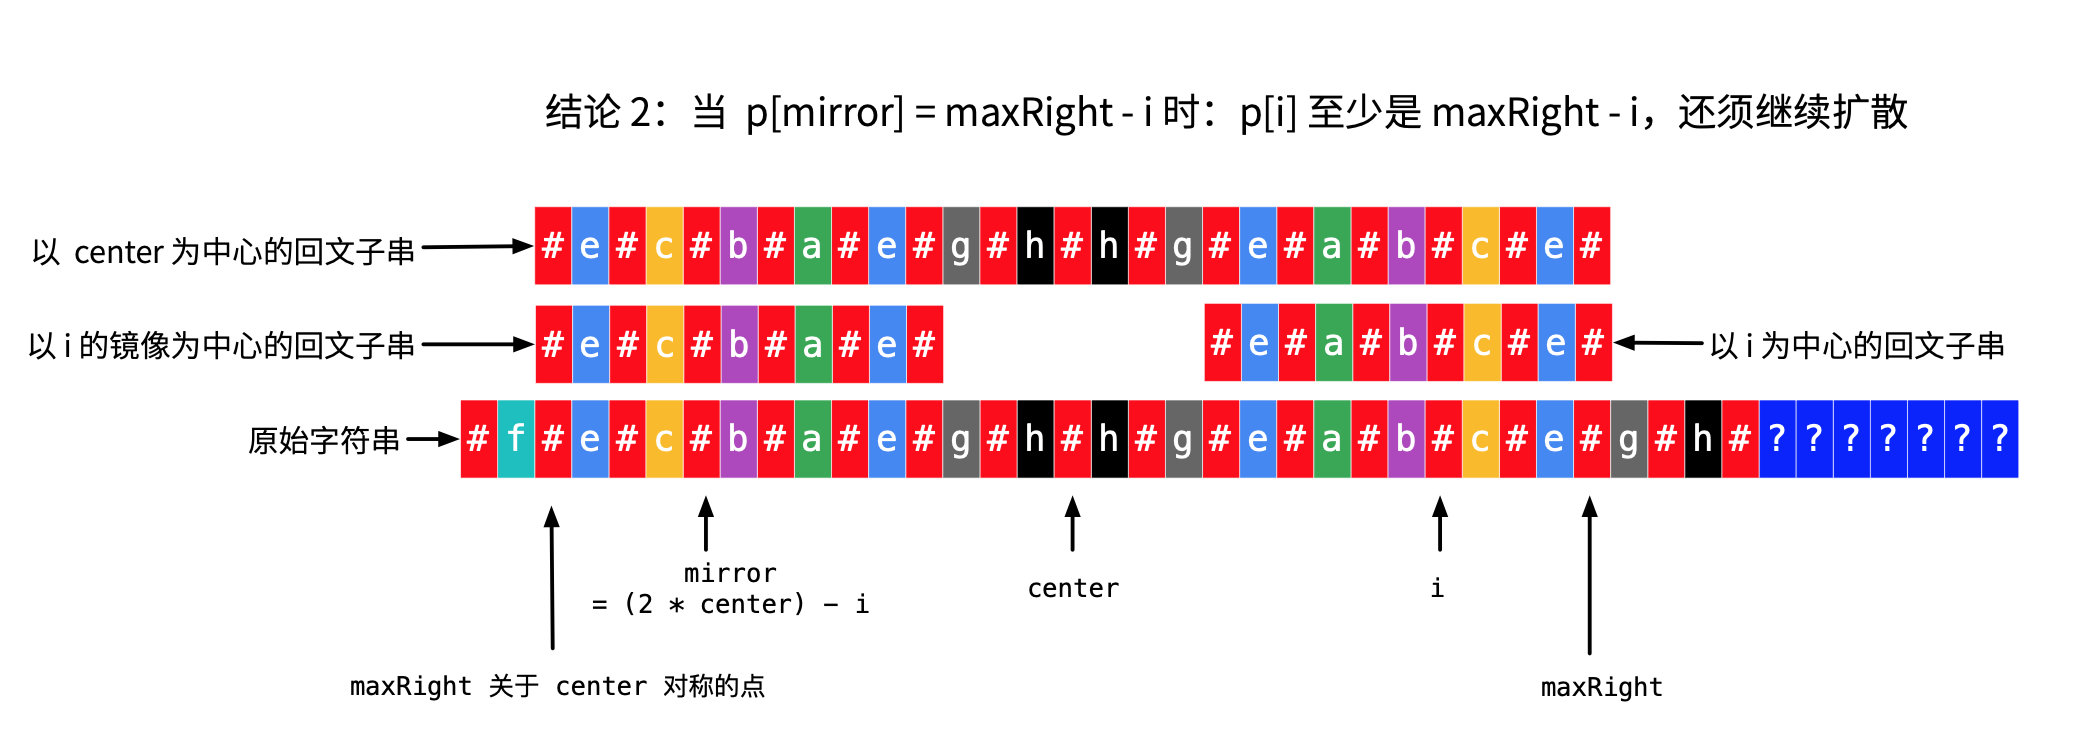 结论 2：当 p[mirror] = maxRight - i 时：p[i] 至少是 maxRight - i，还须继续扩散
以 center 为中心的回文子串
#e#c#b#a#e#g#h#h#g#e#a#b#c#e#
以 i 的镜像为中心的回文子串
#e#c#b#a#e#
#e#a#b#c#e#
以 i 为中心的回文子串
原始字符串
#f#e#c#b#a#e#g#h#h#g#e#a#b#c#e#g#h#???????
mirror
= (2 * center) - i
center
i
maxRight 关于 center 对称的点
maxRight